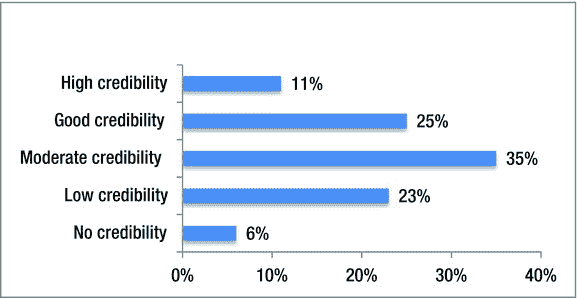 High credibility 11%
Good credibility 25%
Moderate credibility 35%
Low credibility 23%
No credibility 6%
0% 10% 20% 30% 40%